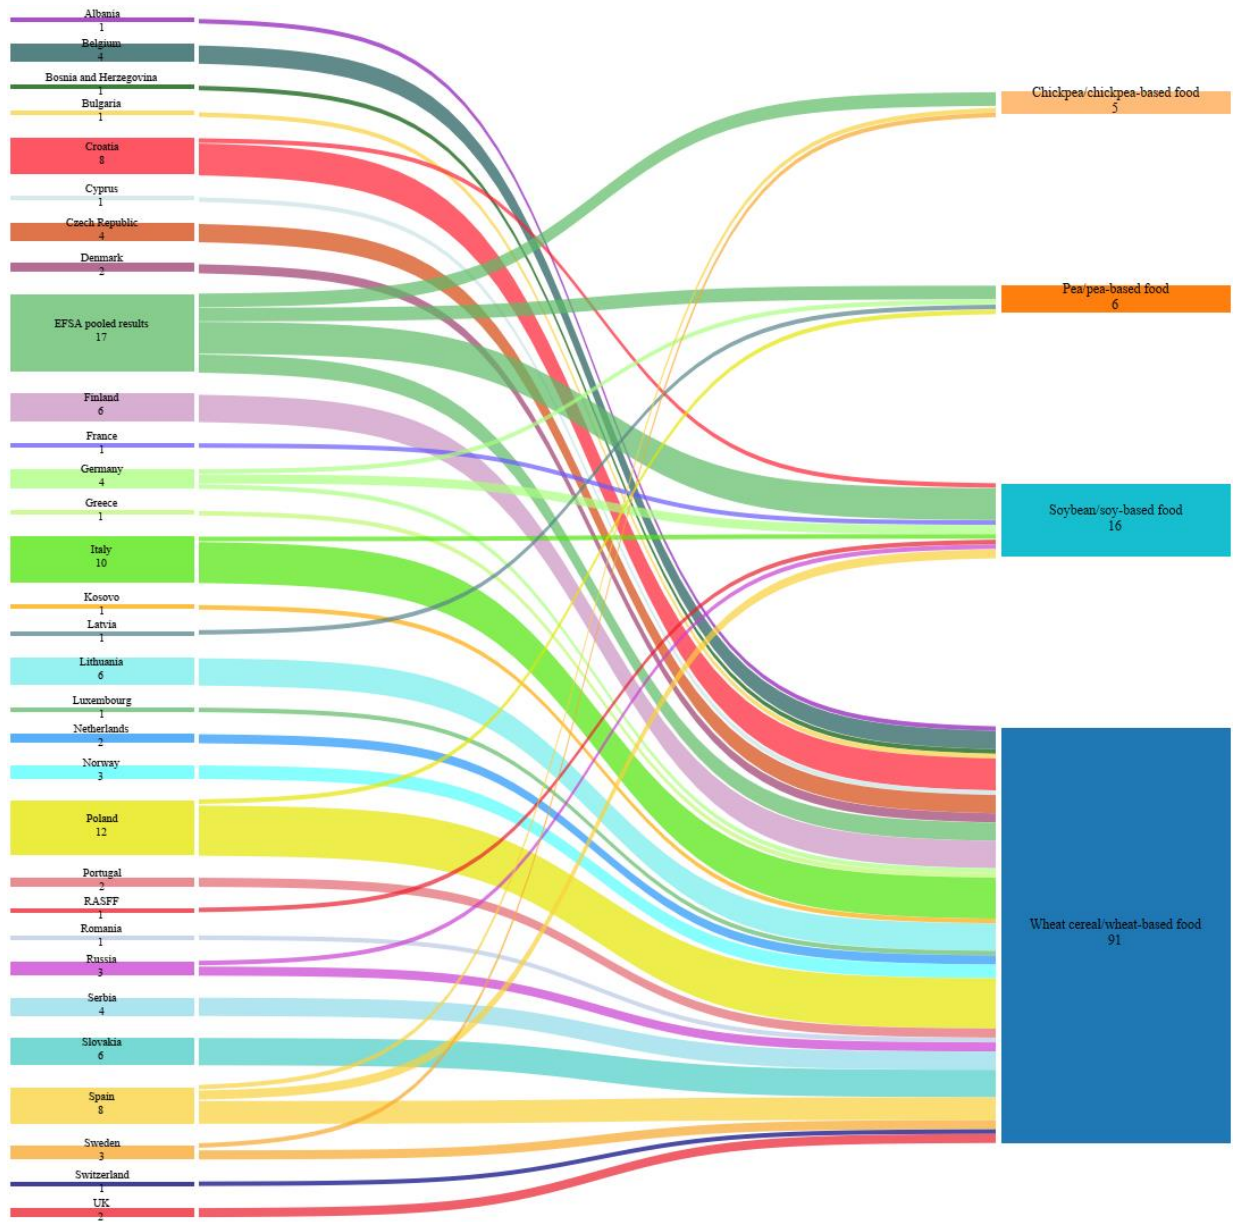 Albania
1
Belgium
4
Bosnia and Herzegovina
1
Bulgaria
1
Croatia
8
Cyprus
1
Czech Republic
4
Denmark
2
EFSA pooled results
17
Finland
6
France
1
Germany
4
Greece
1
Italy
10
Kosovo
1
Latvia
1
Lithuania
6
Luxembourg
1
Netherlands
2
Norway
3
Poland
12
Portugal
2
RASFF
1
Romania
1
Russia
3
Serbia
4
Slovakia
6
Spain
8
Sweden
3
Switzerland
1
UK
2
Chickpea/chickpea-based food
5
Pea/pea-based food
6
Soybean/soy-based food
16
Wheat cereal/wheat-based food
91